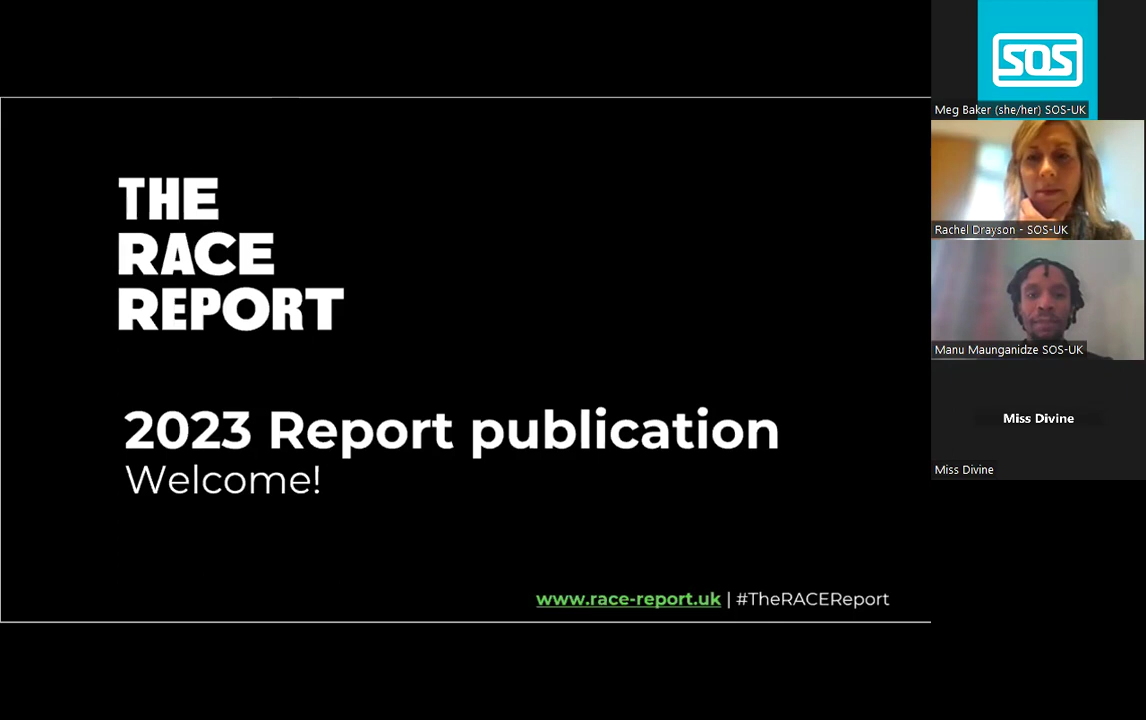 THE
RACE
REPORT
2023 Report publication
Welcome!
www.race-report.uk | #TheRACEReport
SOS
Meg Baker (she/her) SOS-UK
Rachel Drayson - SOS-UK
Manu Maunganidze SOS-UK
Miss Divine
Miss Divine